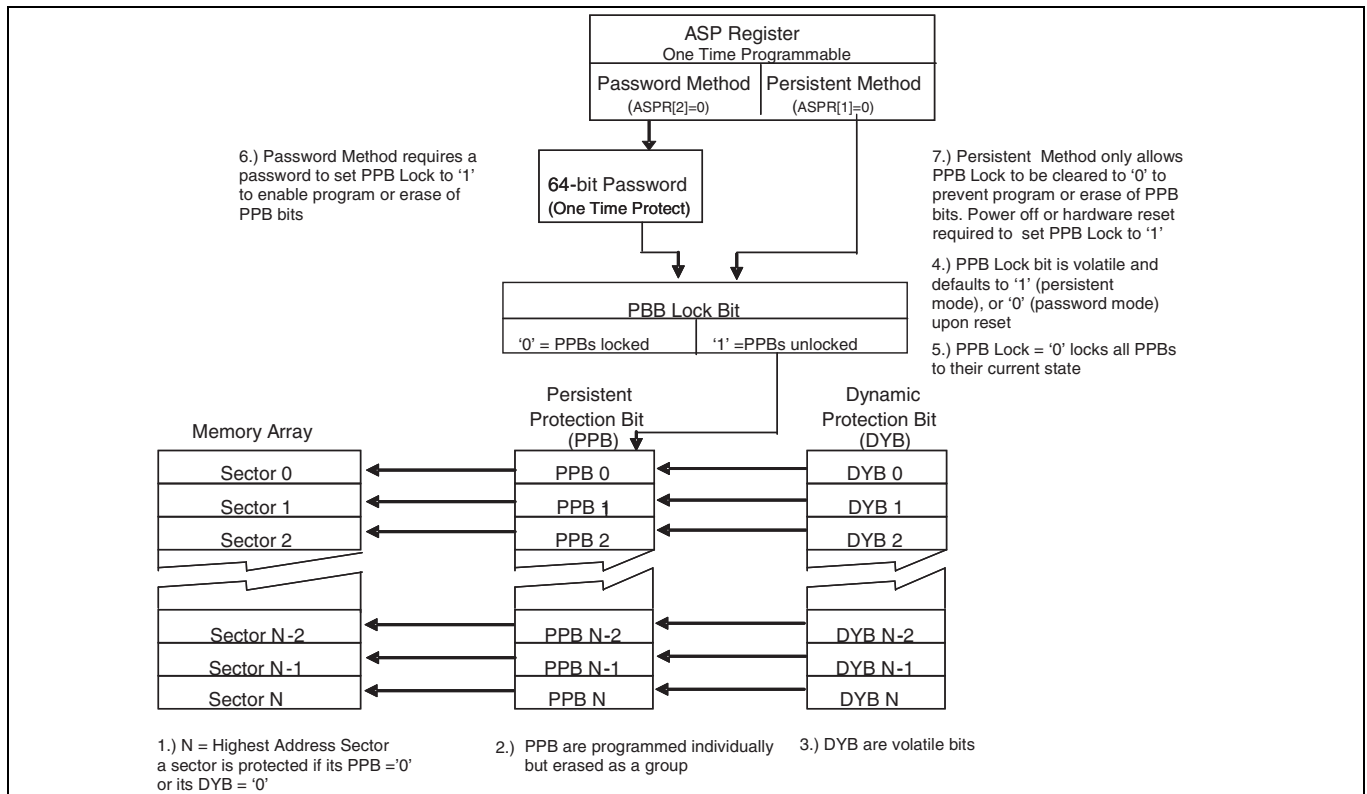 ASP Register
One Time Programmable
Password Method
(ASPR[2]=0)
Persistent Method
(ASPR[1]=0)
6.) Password Method requires a
password to set PPB Lock to ‘1’
to enable program or erase of
PPB bits
64-bit Password
(One Time Protect)
7.) Persistent Method only allows
PPB Lock to be cleared to ‘0’ to
prevent program or erase of PPB
bits. Power off or hardware reset
required to set PPB Lock to ‘1’
4.) PPB Lock bit is volatile and
defaults to ‘1’ (persistent
mode), or ‘0’ (password mode)
upon reset
5.) PPB Lock = ‘0’ locks all PPBs
to their current state
PBB Lock Bit
‘0’ = PPBs locked
‘1’ =PPBs unlocked
Memory Array
Persistent
Protection Bit
(PPB)
Dynamic
Protection Bit
(DYB)
Sector 0
PPB 0
DYB 0
Sector 1
PPB 1
DYB 1
Sector 2
PPB 2
DYB 2
Sector N-2
PPB N-2
DYB N-2
Sector N-1
PPB N-1
DYB N-1
Sector N
PPB N
DYB N
1.) N = Highest Address Sector
a sector is protected if its PPB =’0’
or its DYB = ‘0’
2.) PPB are programmed individually
but erased as a group
3.) DYB are volatile bits